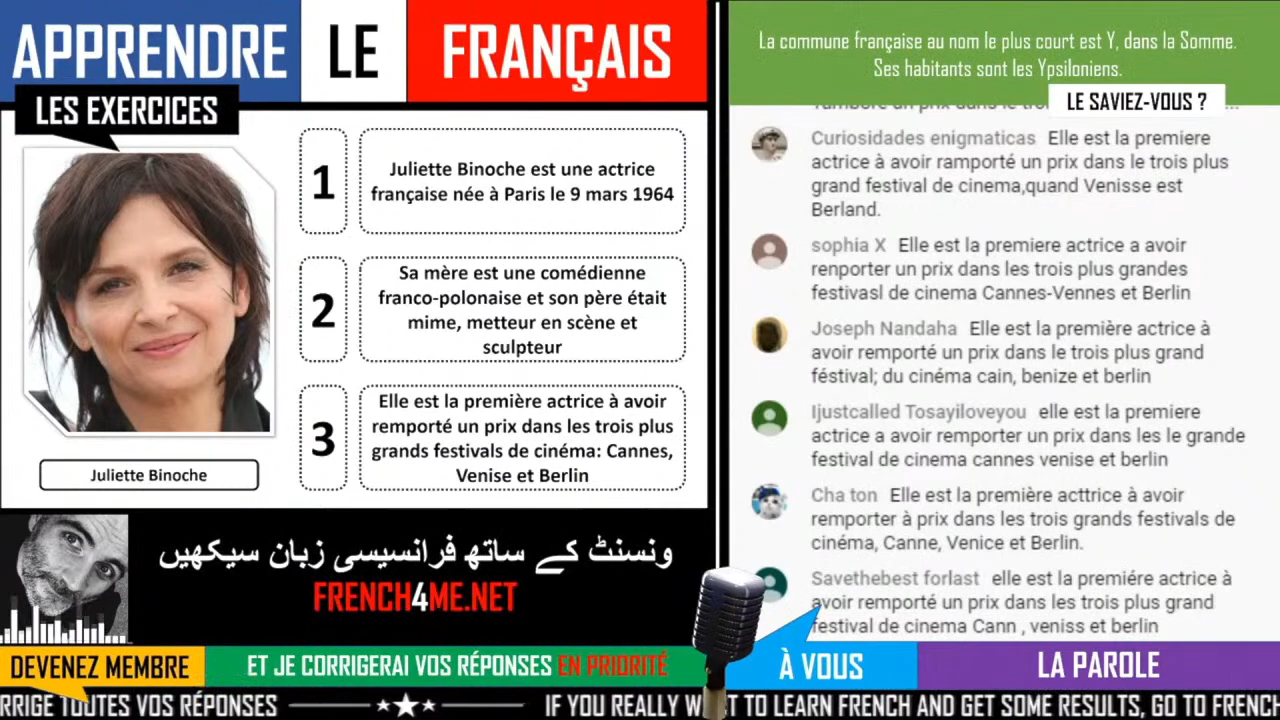 APPRENDRE LE FRANÇAIS
LES EXERCICES
1
Juliette Binoche est une actrice
française née à Paris le 9 mars 1964
2
Sa mère est une comédienne
franco-polonaise et son père était
mime, metteur en scène et
sculpteur
3
Elle est la première actrice à avoir
remporté un prix dans les trois plus
grands festivals de cinéma: Cannes,
Venise et Berlin
Juliette Binoche
ونسنٹ کے ساتھ فرانسیسی زبان سیکھیں
FRENCH4ME.NET
DEVENEZ MEMBRE
ET JE CORRIGERAI VOS RÉPONSES EN PRIORITÉ
La commune française au nom le plus court est Y, dans la Somme.
Ses habitants sont les Ypsiloniens.
LE SAVIEZ-VOUS ?
Curiosidades enigmaticas Elle est la premiere
actrice à avoir ramporté un prix dans le trois plus
grand festival de cinema,quand Venisse est
Berland.
sophia X Elle est la premiere actrice a avoir
renporter un prix dans les trois plus grandes
festivasl de cinema Cannes-Vennes et Berlin
Joseph Nandaha Elle est la première actrice à
avoir remporté un prix dans le trois plus grand
féstival; du cinéma cain, benize et berlin
Ijustcalled Tosayiloveyou elle est la premiere
actrice a avoir remporter un prix dans les le grande
festival de cinema cannes venise et berlin
Cha ton Elle est la première acttrice à avoir
remporter à prix dans les trois grands festivals de
cinéma, Canne, Venice et Berlin.
Savethebest forlast elle est la premiére actrice à
avoir remporté un prix dans les trois plus grand
festival de cinema Cann , veniss et berlin
À VOUS
LA PAROLE
RRIGE TOUTES VOS RÉPONSES
IF YOU REALLY W T TO LEARN FRENCH AND GET SOME RESULTS, GO TO FRENCH